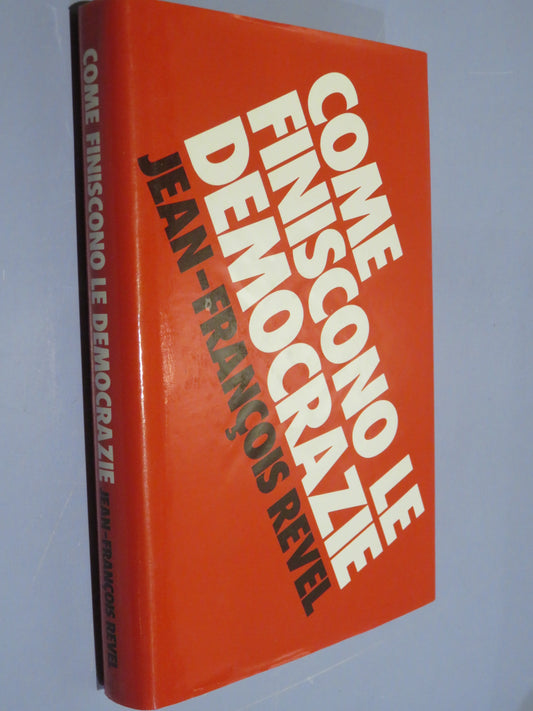 COME FINISCONO LE DEMOCRAZIE JEAN-FRANÇOIS REVEL
COME
FINISCONO LE
DEMOCRAZIE
JEAN-FRANÇOIS REVEL